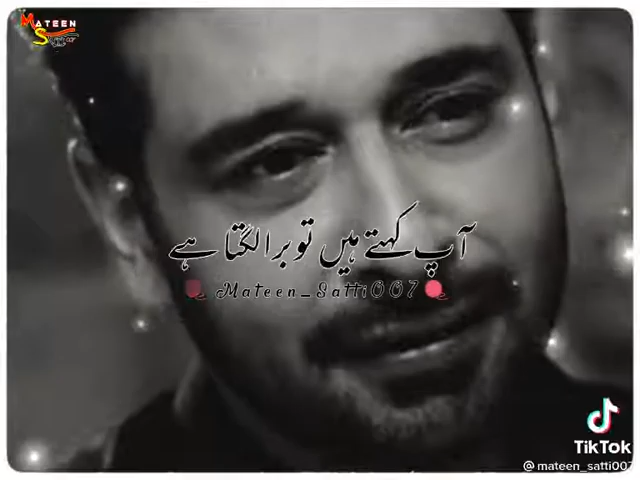 MATEEN
آپ کہتے ہیں تو برا لگتا ہے
Mateen_Satti007
TikTok
@mateen_satti007